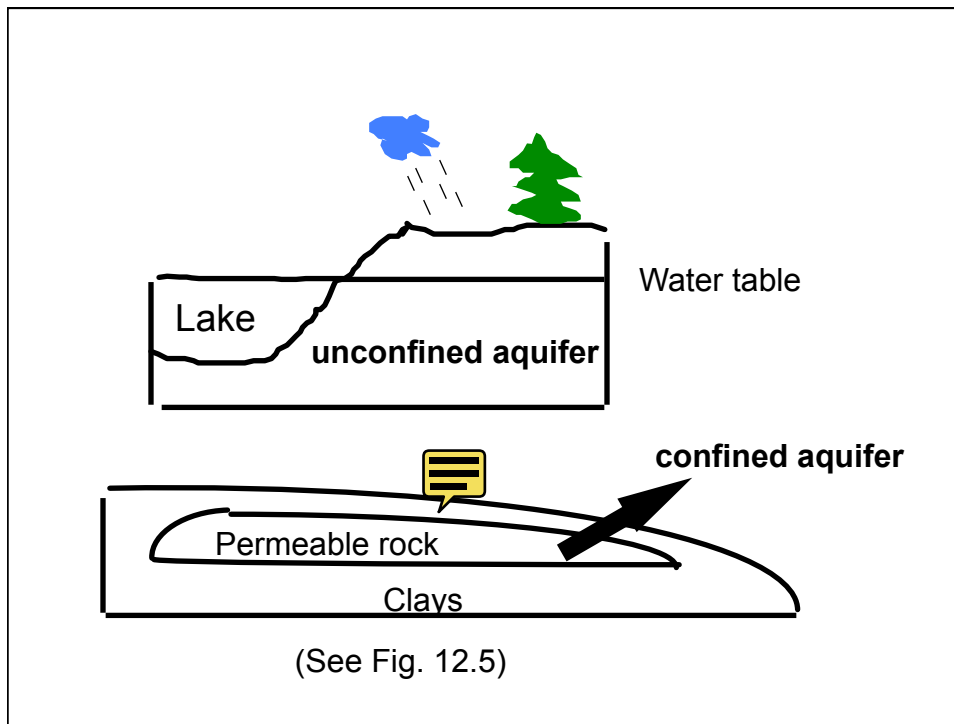 Water table
Lake
unconfined aquifer
confined aquifer
Permeable rock
Clays
(See Fig. 12.5)